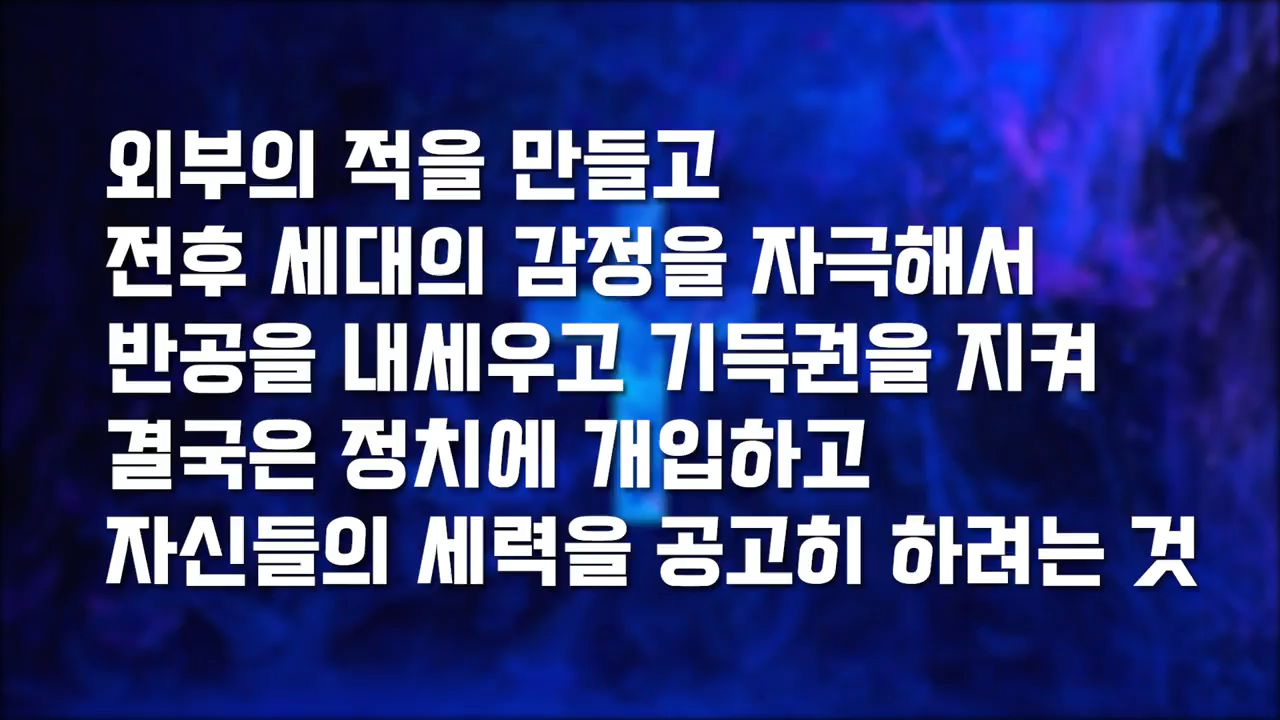 외부의 적을 만들고
전후 세대의 감정을 자극해서
반공을 내세우고 기득권을 지켜
결국은 정치에 개입하고
자신들의 세력을 공고히 하려는 것